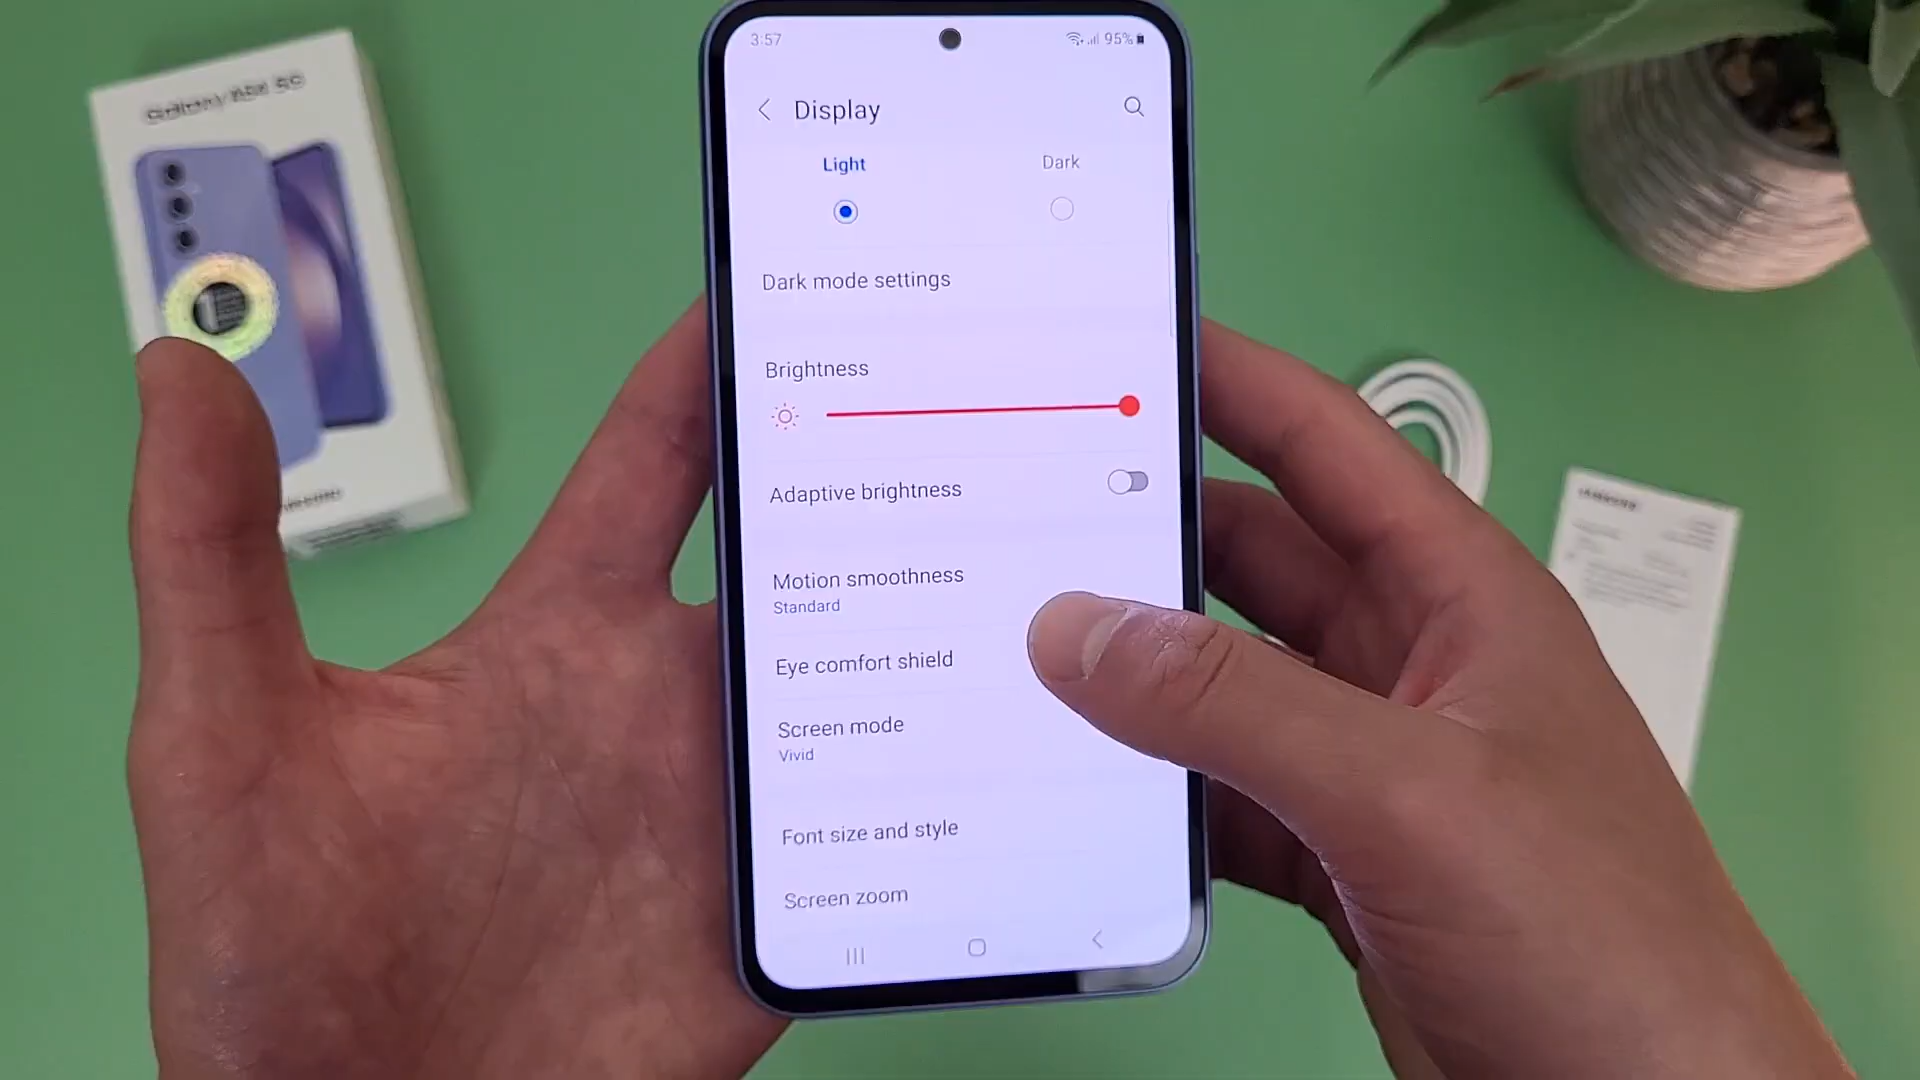 3:57
95%
Display
Light
Dark
Dark mode settings
Brightness
Adaptive brightness
Motion smoothness
Standard
Eye comfort shield
Screen mode
Vivid
Font size and style
Screen zoom